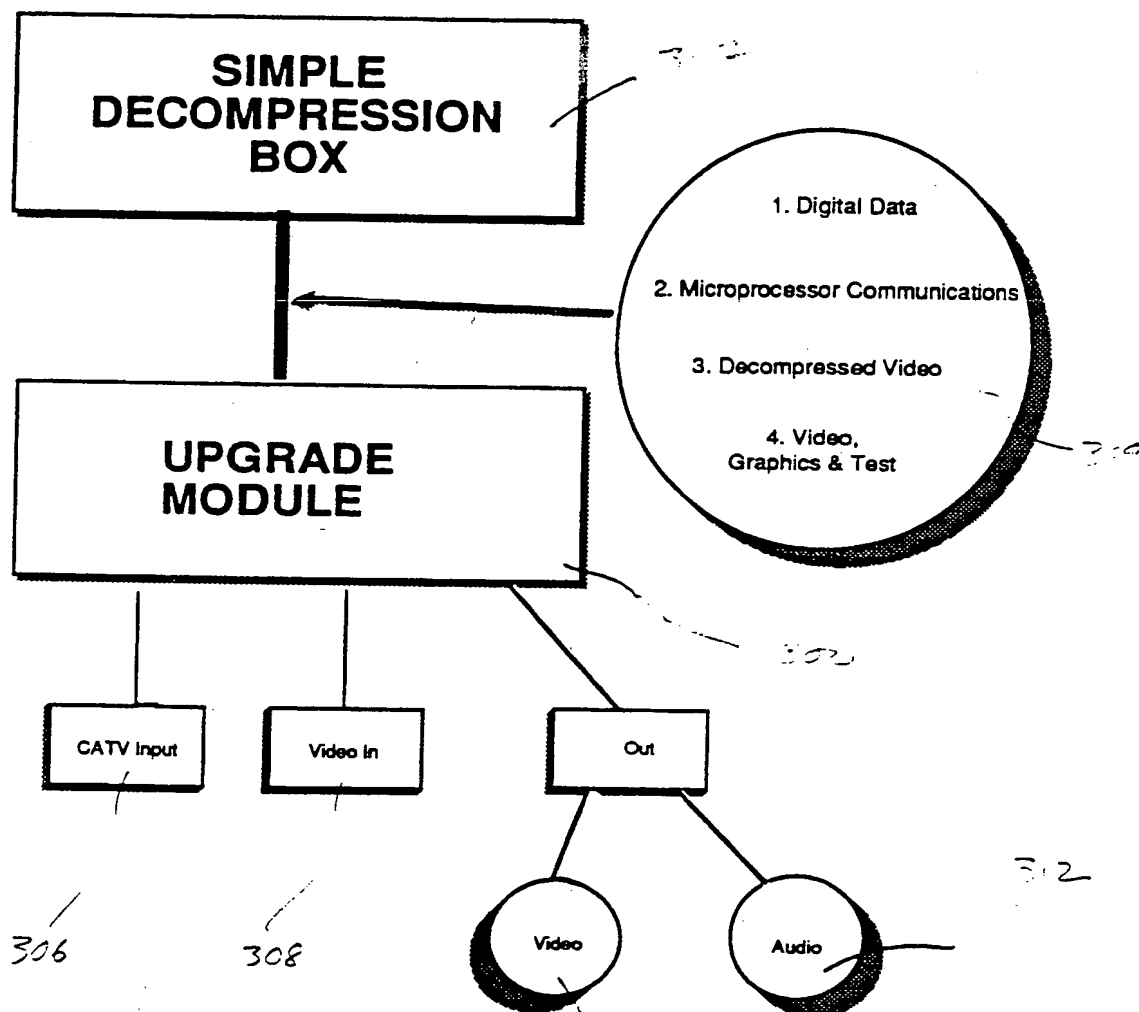 SIMPLE
DECOMPRESSION
BOX
1. Digital Data
2. Microprocessor Communications
3. Decompressed Video
4. Video,
Graphics & Test
UPGRADE
MODULE
CATV Input
Video In
Out
Video
Audio
306
308